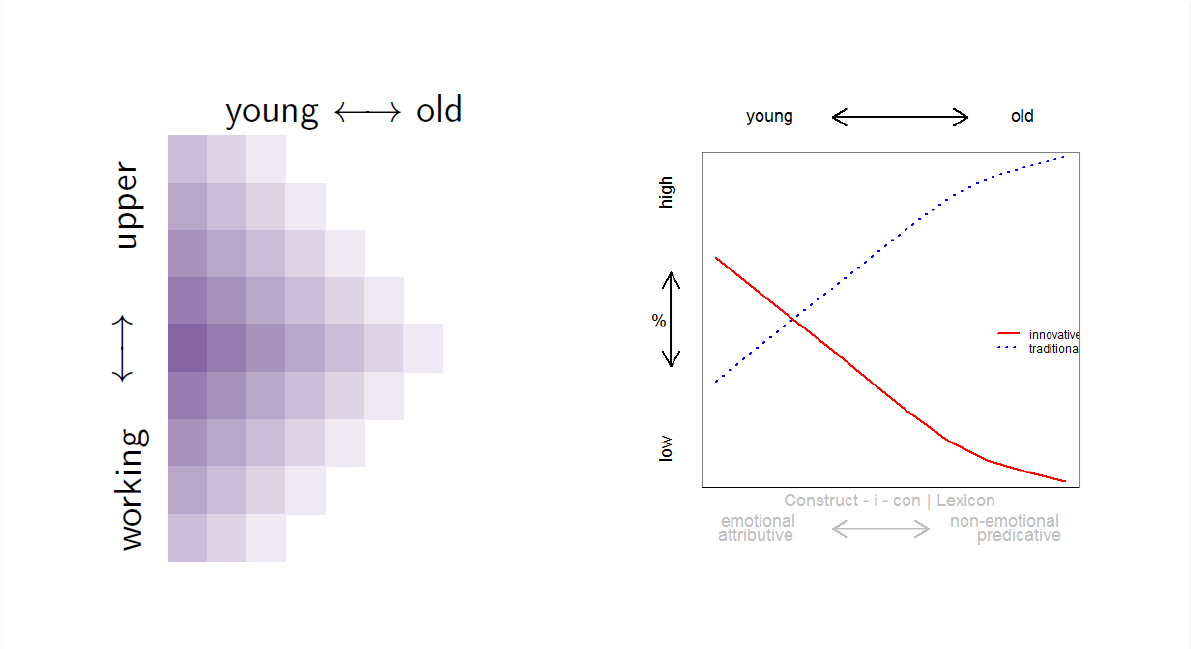 young ⟷ old
upper
⟷
working
young ⟷ old
high
%
low
innovative
traditiona
Construct - i - con | Lexicon
emotional ⟷ non-emotional
attributive predicative